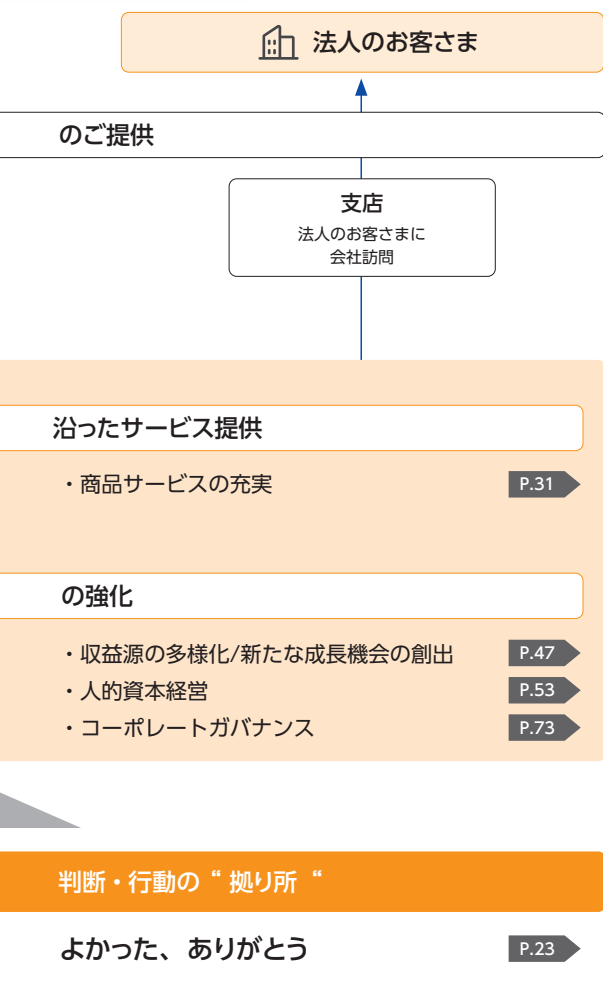 法人のお客さま
のご提供
支店
法人のお客さまに
会社訪問
沿ったサービス提供
・商品サービスの充実 P.31
の強化
・収益源の多様化/新たな成長機会の創出 P.47
・人的資本経営 P.53
・コーポレートガバナンス P.73
判断・行動の“拠り所“
よかった、ありがとう P.23